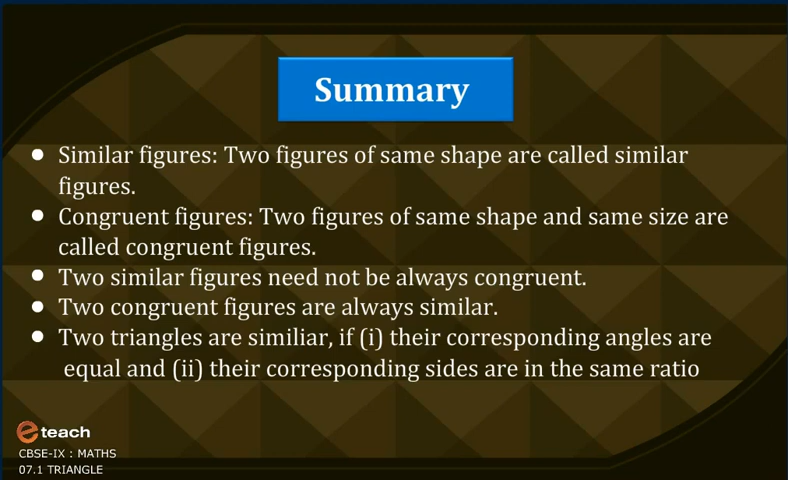 Summary
● Similar figures: Two figures of same shape are called similar
figures.
● Congruent figures: Two figures of same shape and same size are
called congruent figures.
● Two similar figures need not be always congruent.
● Two congruent figures are always similar.
● Two triangles are similiar, if (i) their corresponding angles are
equal and (ii) their corresponding sides are in the same ratio
e teach
CBSE-IX : MATHS
07.1 TRIANGLE